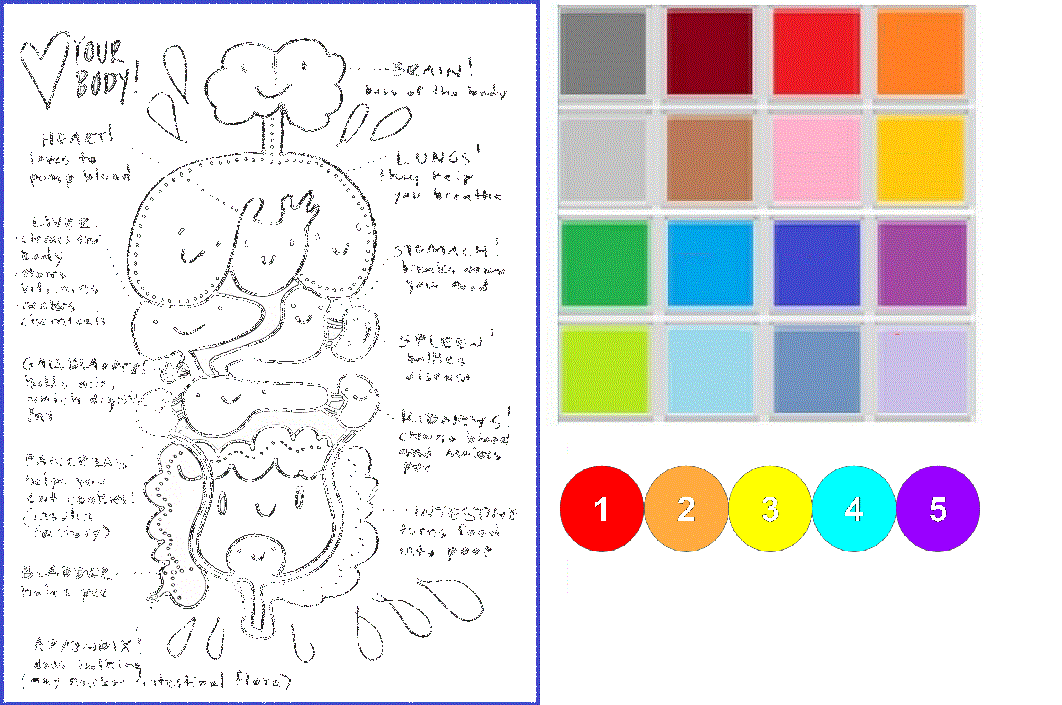 YOUR
BODY!
BRAIN!
boss of the body
HEART!
loves to
pump blood
LUNGS!
they help
you breathe
LIVER
cleans the
body
stores
vitamins
makes
chemicals
STOMACH!
breaks down
your food
SPLEEN!
battles
disease
GALLBLADDER!
holds
which digests
fat
KIDNEYS!
cleans blood
and makes
pee
PANCREAS!
helps you
eat cookies!
(insulin
factory)
INTESTINE
turns food
into poop
BLADDER
holds pee
APPENDIX!
does nothing
(may harbor intestinal flora)
1 2 3 4 5